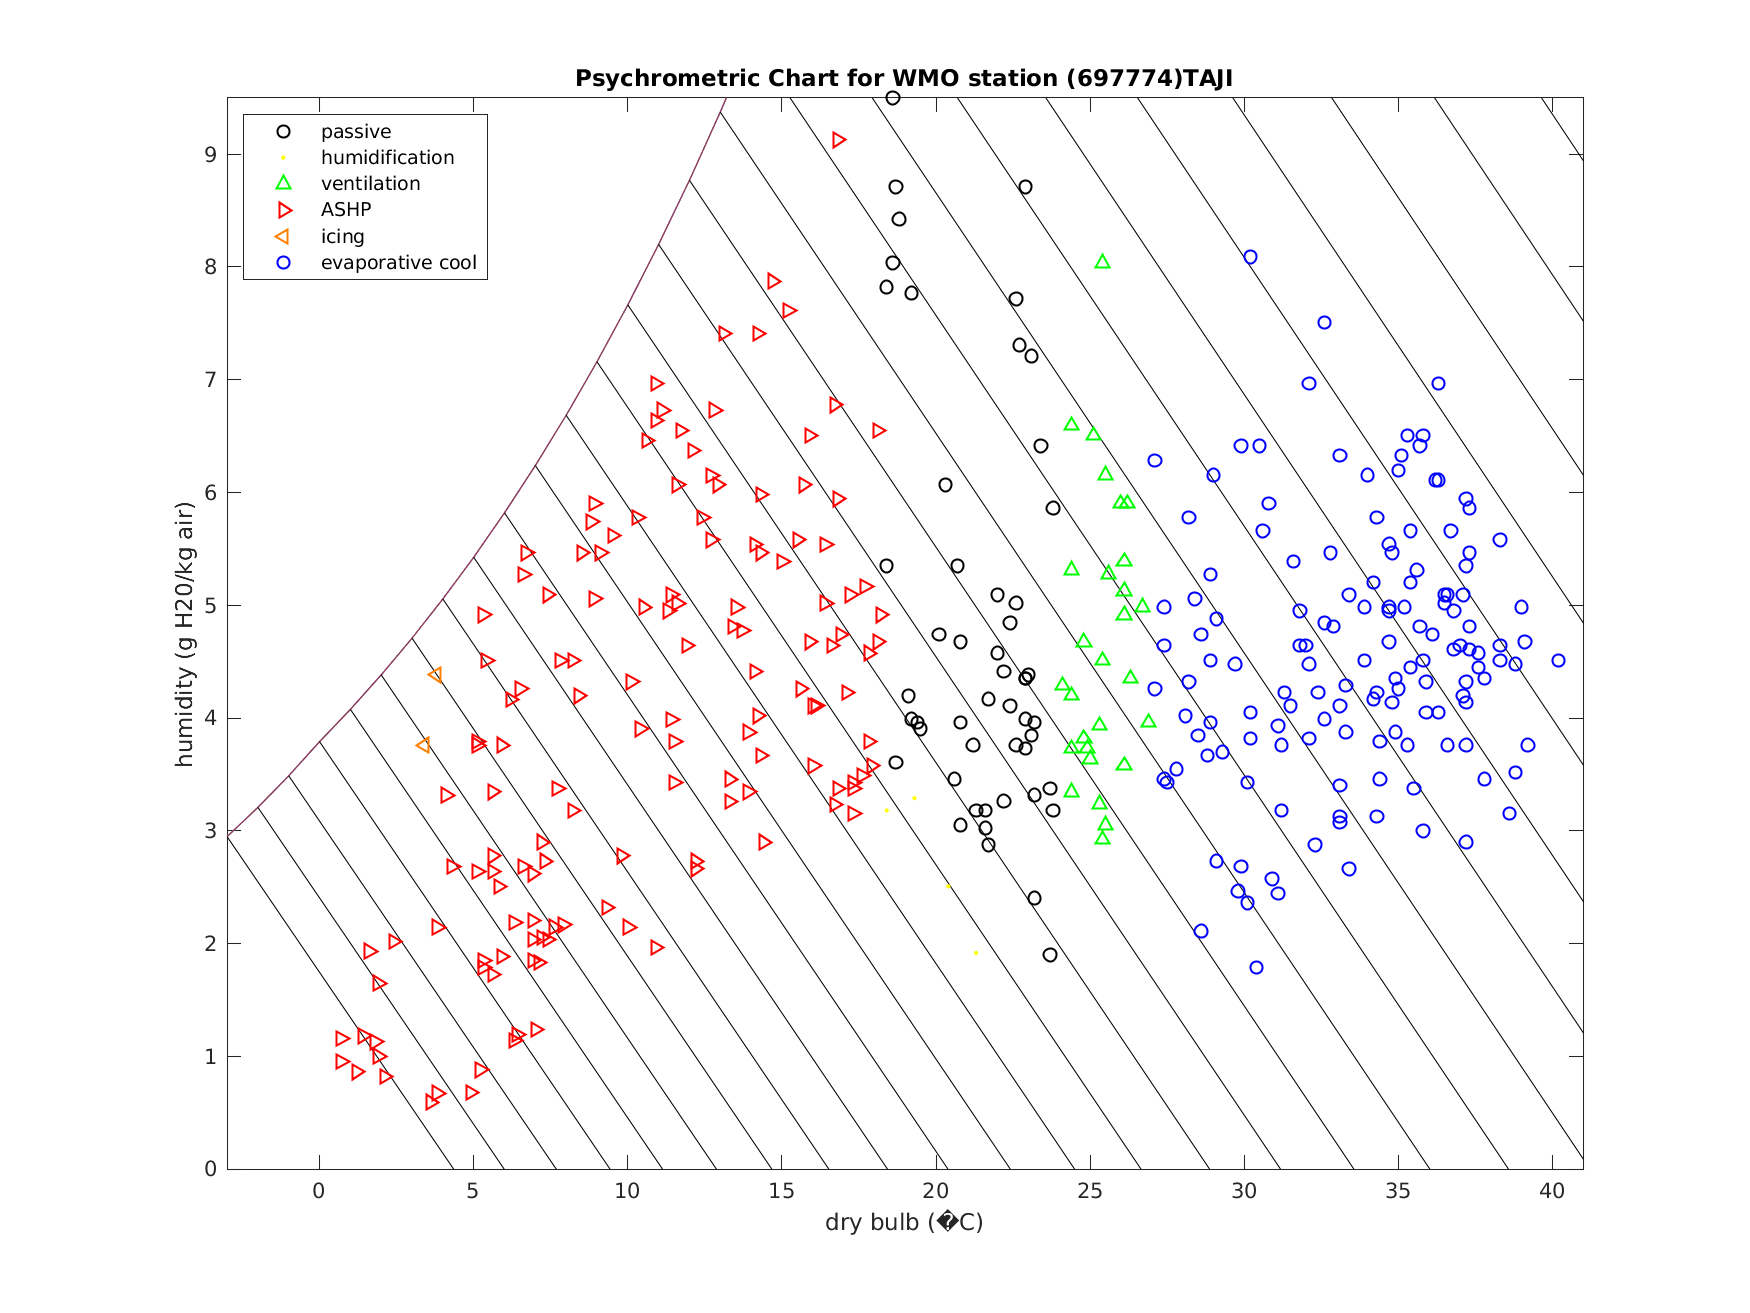 Psychrometric Chart for WMO station (697774)TAJI
passive
humidification
ventilation
ASHP
icing
evaporative cool
humidity (g H20/kg air)
9
8
7
6
5
4
3
2
1
0
0 5 10 15 20 25 30 35 40
dry bulb (�C)